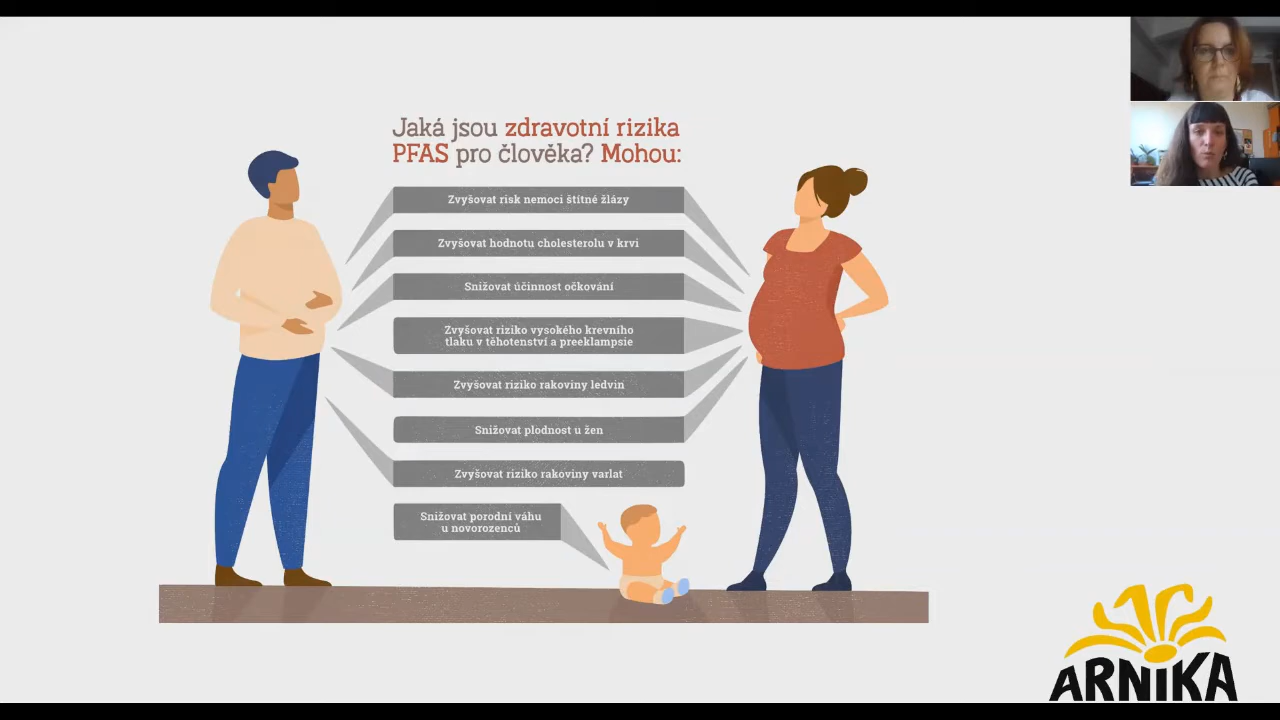 Jaká jsou zdravotní rizika
PFAS pro člověka? Mohou:
Zvyšovat risk nemocí štítné žlázy
Zvyšovat hodnotu cholesterolu v krvi
Snižovat účinnost očkování
Zvyšovat riziko vysokého krevního
tlaku v těhotenství a preeklampsie
Zvyšovat riziko rakoviny ledvin
Snižovat plodnost u žen
Zvyšovat riziko rakoviny varlat
Snižovat porodní váhu
u novorozenců
ARNIKA